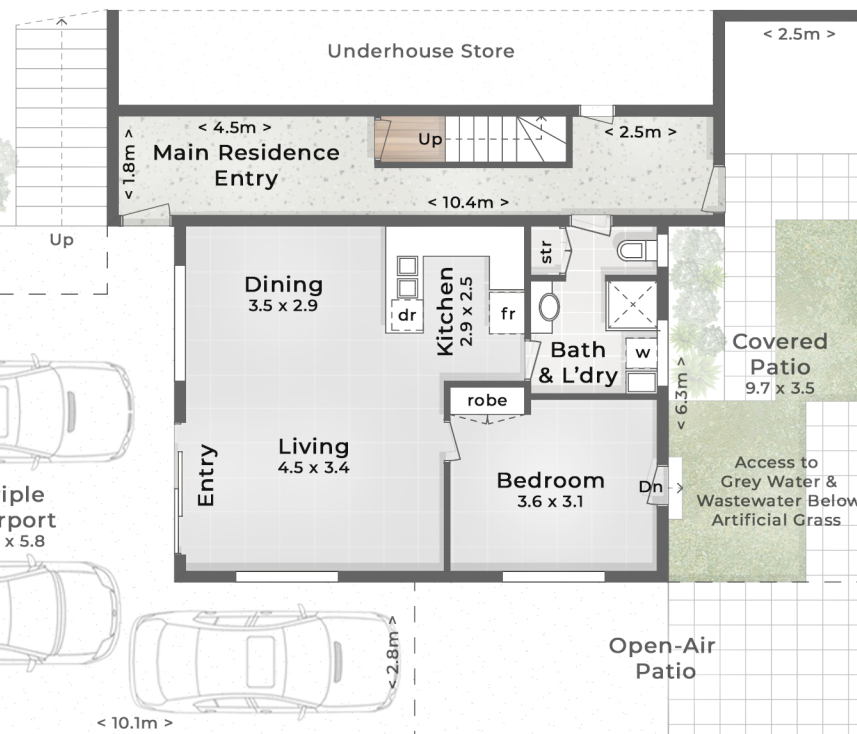 Underhouse Store
< 2.5m >
< 4.5m >
Up
< 2.5m >
< 1.8m >
Main Residence
Entry
< 10.4m >
Up
str
Dining
3.5 x 2.9
Kitchen
2.9 x 2.5
dr
fr
Bath
& L'dry
w
Covered
Patio
9.7 x 3.5
< 6.3m >
robe
Living
4.5 x 3.4
Entry
Bedroom
3.6 x 3.1
Dn
Access to
Grey Water &
Wastewater Below
Artificial Grass
iple
rport
x 5.8
Open-Air
Patio
< 2.8m >
< 10.1m >